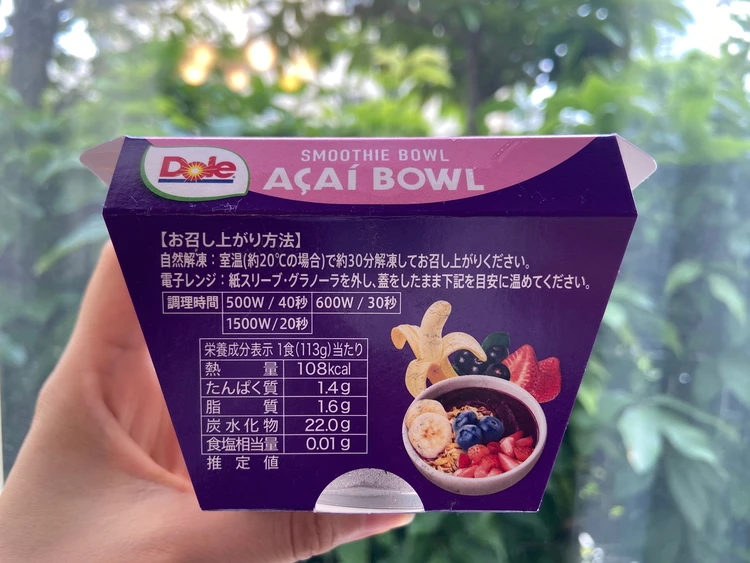 Dole
SMOOTHIE BOWL
AÇAÍ BOWL
【お召し上がり方法】
自然解凍：室温(約20℃の場合)で約30分解凍してお召し上がりください。
電子レンジ：紙スリーブ・グラノーラを外し、蓋をしたまま下記を目安に温めてください。
調理時間 500W / 40秒 600W / 30秒
1500W/20秒
栄養成分表示 1食(113g)当たり
熱量 108kcal
たんぱく質 1.4g
脂質 1.6g
炭水化物 22.0g
食塩相当量 0.01g
推定値